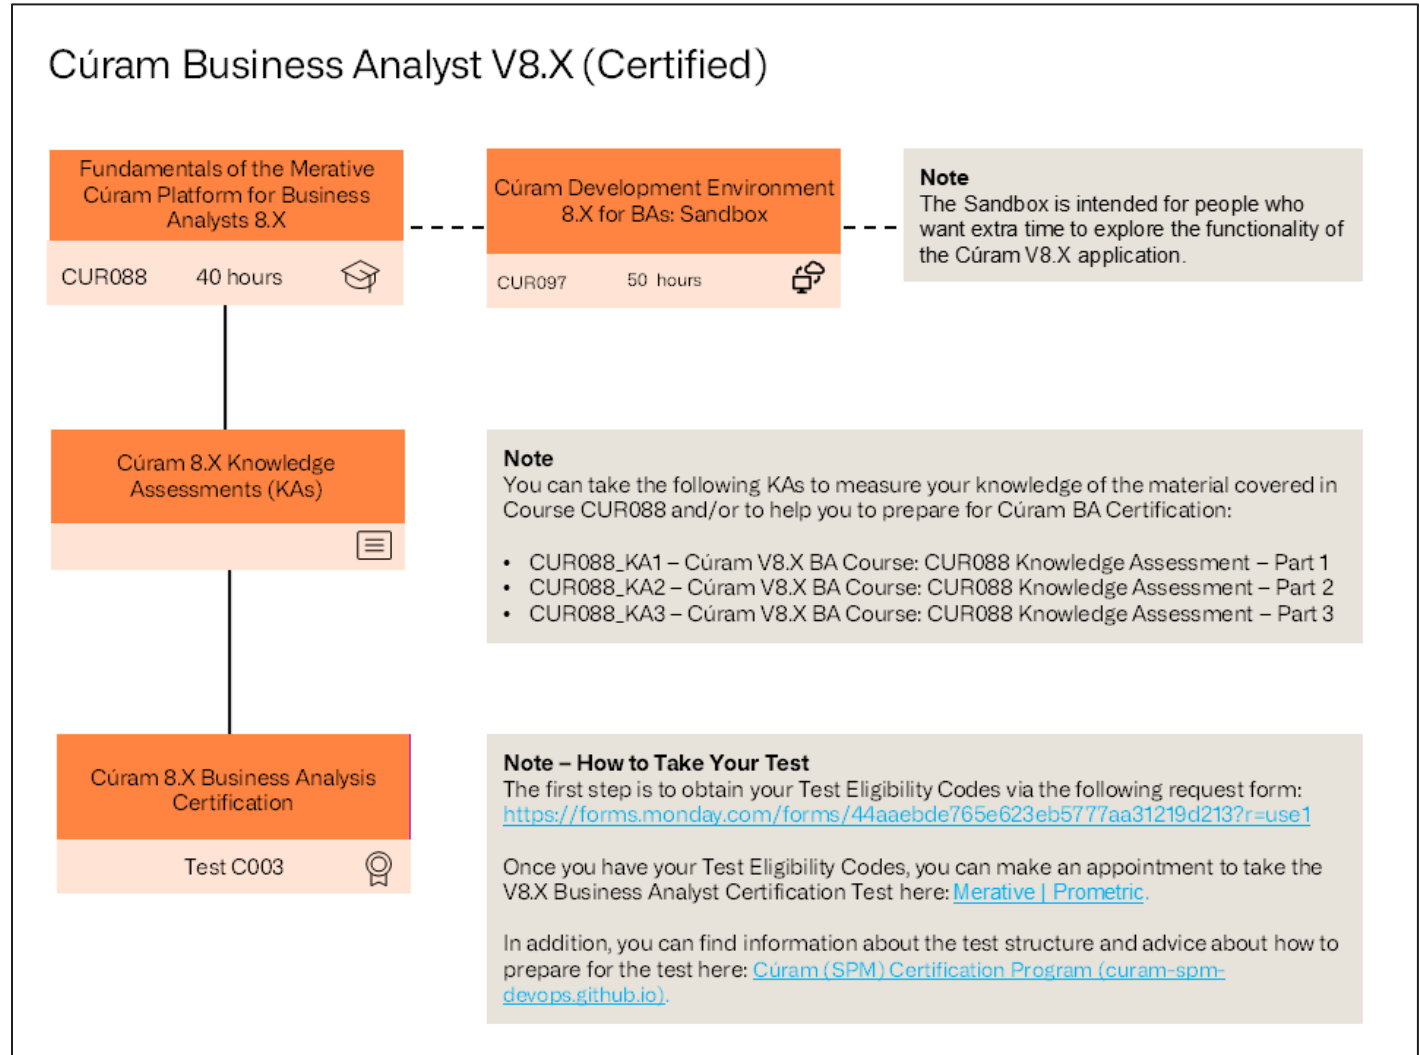 Cúram Business Analyst V8.X (Certified)
Fundamentals of the Merative
Cúram Platform for Business
Analysts 8.X
CUR088 40 hours
Cúram Development Environment
8.X for BAs: Sandbox
CUR097 50 hours
Note
The Sandbox is intended for people who
want extra time to explore the functionality of
the Cúram V8.X application.
Cúram 8.X Knowledge
Assessments (KAs)
Note
You can take the following KAs to measure your knowledge of the material covered in
Course CUR088 and/or to help you to prepare for Cúram BA Certification:
• CUR088_KA1 – Cúram V8.X BA Course: CUR088 Knowledge Assessment – Part 1
• CUR088_KA2 – Cúram V8.X BA Course: CUR088 Knowledge Assessment – Part 2
• CUR088_KA3 – Cúram V8.X BA Course: CUR088 Knowledge Assessment – Part 3
Cúram 8.X Business Analysis
Certification
Test C003
Note – How to Take Your Test
The first step is to obtain your Test Eligibility Codes via the following request form:
https://forms.monday.com/forms/44aaebde765e623eb5777aa31219d213?r=use1
Once you have your Test Eligibility Codes, you can make an appointment to take the
V8.X Business Analyst Certification Test here: Merative | Prometric.
In addition, you can find information about the test structure and advice about how to
prepare for the test here: Cúram (SPM) Certification Program (curam-spm-
devops.github.io).